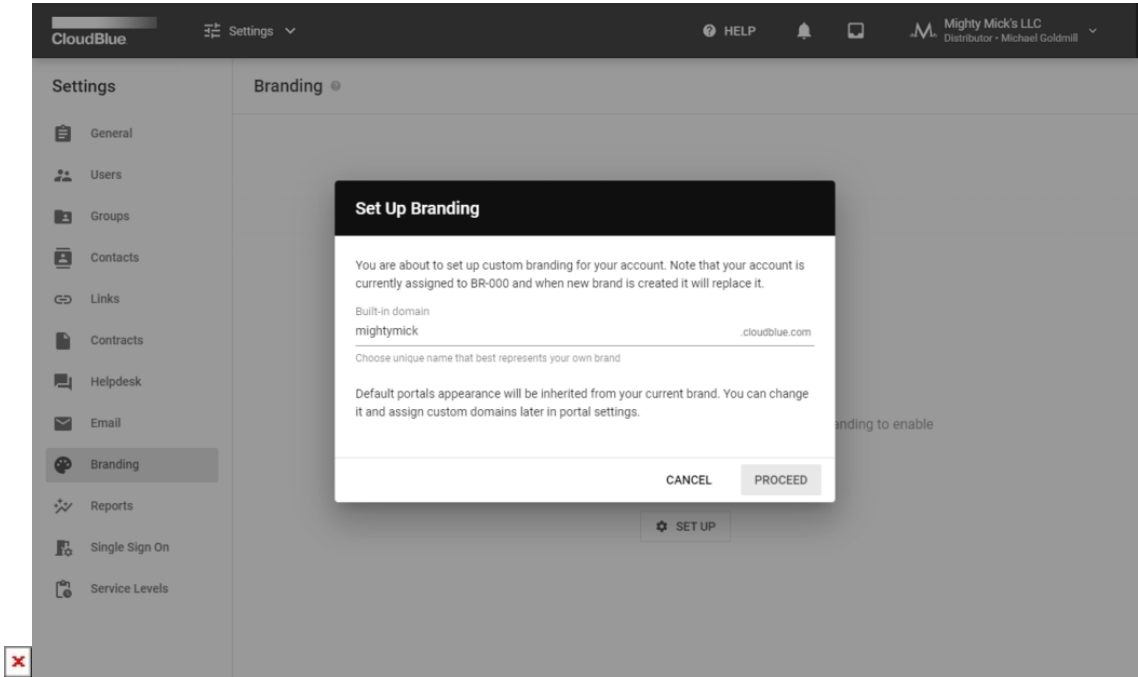 CloudBlue
Settings
HELP
Mighty Mick's LLC
Distributor • Michael Goldmill
Settings
Branding
General
Users
Groups
Contacts
Links
Contracts
Helpdesk
Email
Branding
Reports
Single Sign On
Service Levels
Set Up Branding
You are about to set up custom branding for your account. Note that your account is
currently assigned to BR-000 and when new brand is created it will replace it.
Built-in domain
mightymick .cloudblue.com
Choose unique name that best represents your own brand
Default portals appearance will be inherited from your current brand. You can change
it and assign custom domains later in portal settings.
CANCEL PROCEED
anding to enable
SET UP